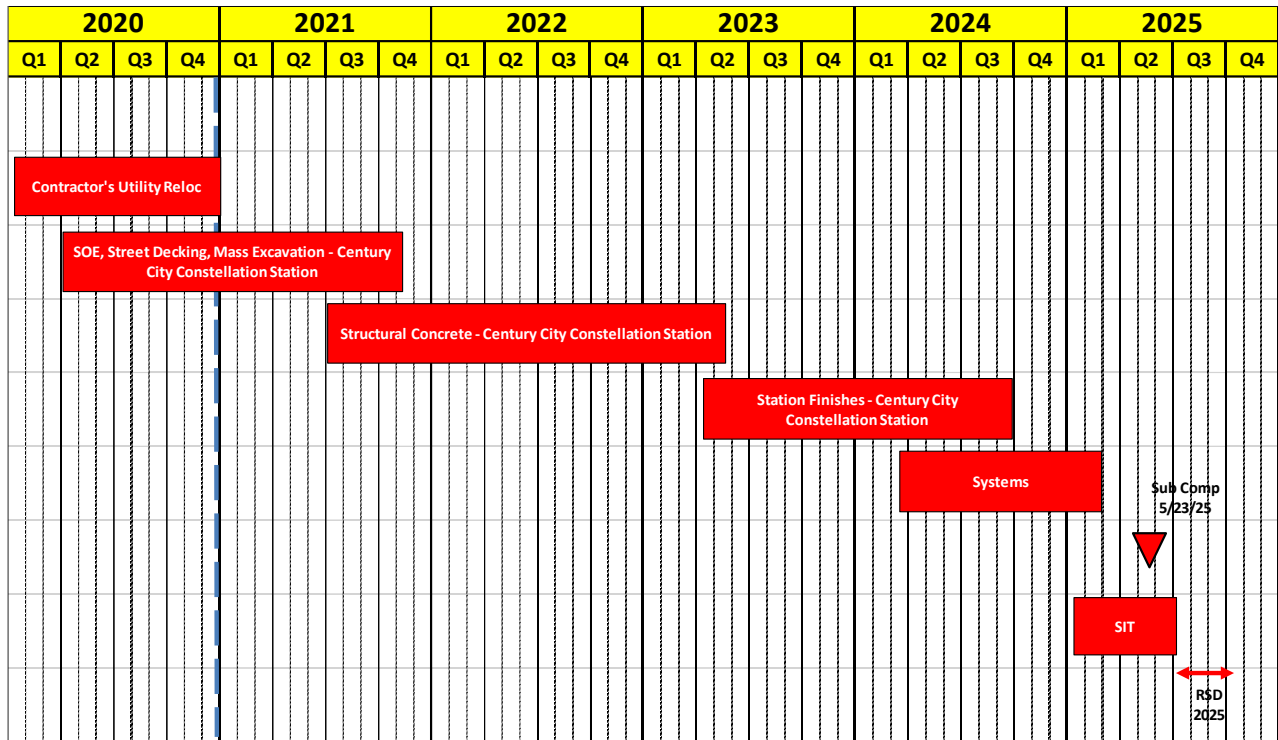 2020 2021 2022 2023 2024 2025
Q1 Q2 Q3 Q4 Q1 Q2 Q3 Q4 Q1 Q2 Q3 Q4 Q1 Q2 Q3 Q4 Q1 Q2 Q3 Q4 Q1 Q2 Q3 Q4
Contractor's Utility Reloc
SOE, Street Decking, Mass Excavation - Century
City Constellation Station
Structural Concrete - Century City Constellation Station
Station Finishes - Century City
Constellation Station
Systems
Sub Comp
5/23/25
SIT
RSD
2025